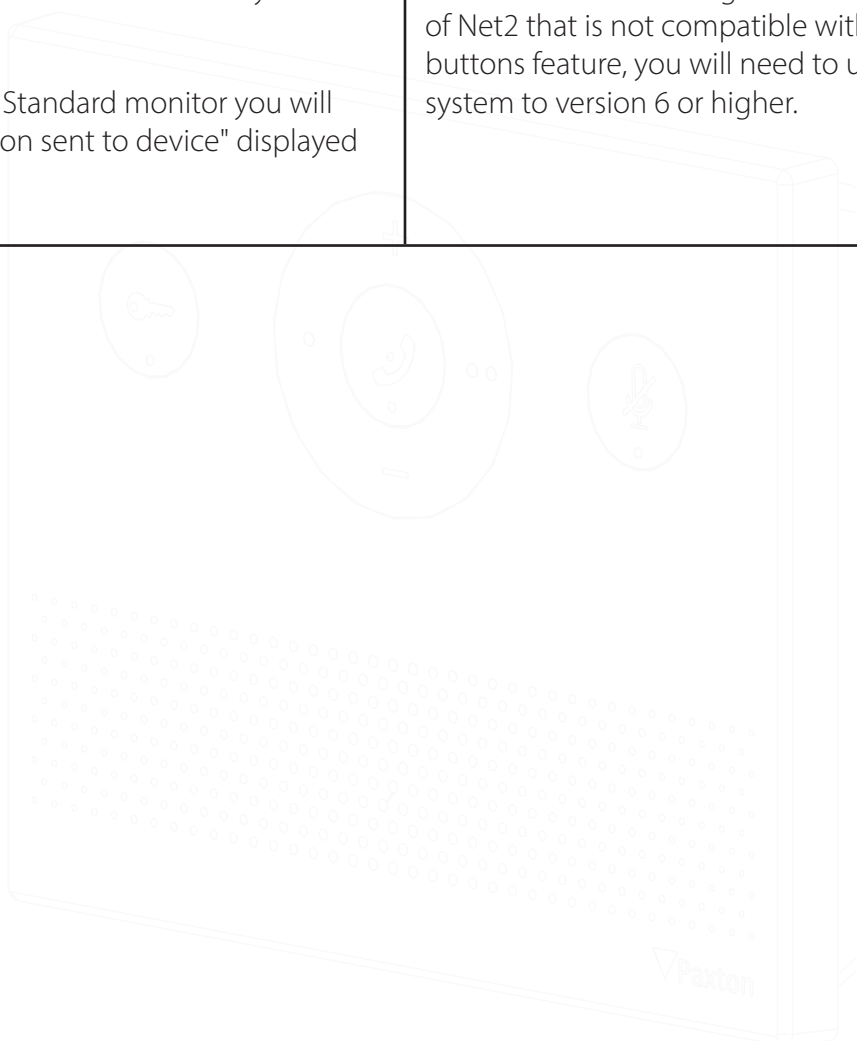 Standard monitor you will
on sent to device" displayed
of Net2 that is not compatible
buttons feature, you will need to
system to version 6 or higher.
Paxton